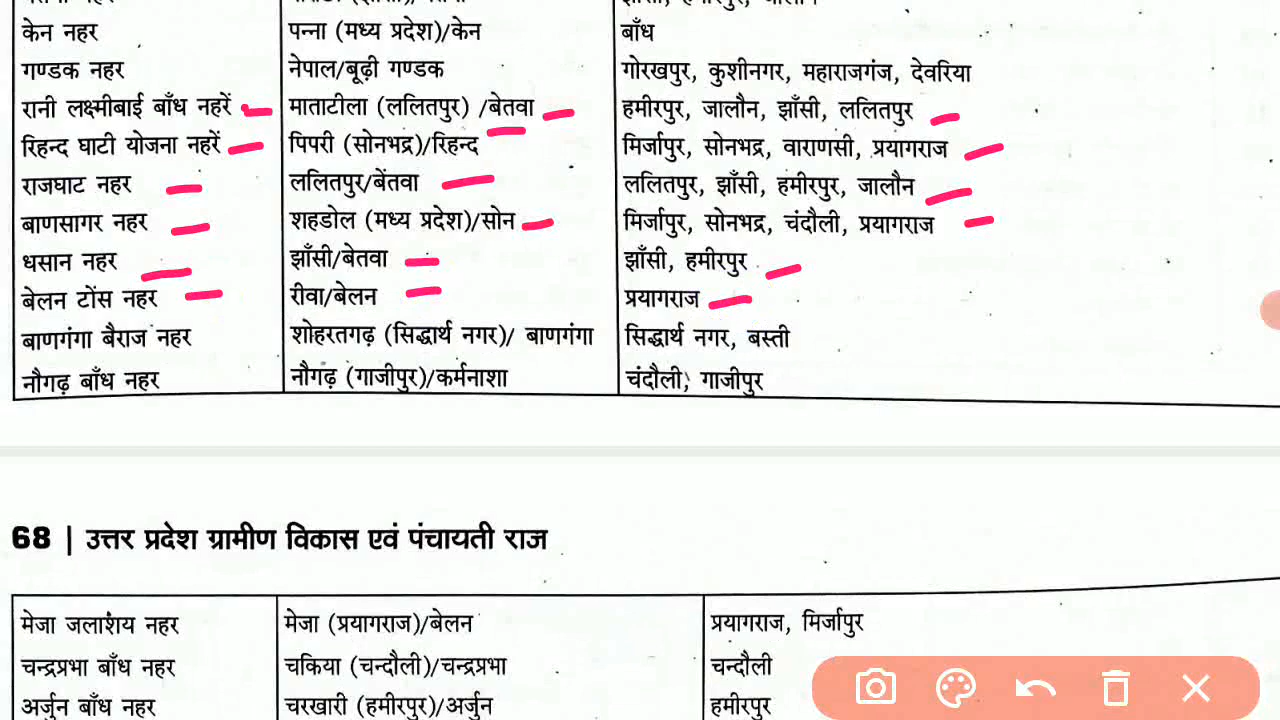 केन नहर पन्ना (मध्य प्रदेश)/केन बाँध
गण्डक नहर नेपाल/बूढ़ी गण्डक गोरखपुर, कुशीनगर, महाराजगंज, देवरिया
रानी लक्ष्मीबाई बाँध नहरें माताटीला (ललितपुर) /बेतवा हमीरपुर, जालौन, झाँसी, ललितपुर
रिहन्द घाटी योजना नहरें पिपरी (सोनभद्र)/रिहन्द मिर्जापुर, सोनभद्र, वाराणसी, प्रयागराज
राजघाट नहर ललितपुर/बेंतवा ललितपुर, झाँसी, हमीरपुर, जालौन
बाणसागर नहर शहडोल (मध्य प्रदेश)/सोन मिर्जापुर, सोनभद्र, चंदौली, प्रयागराज
धसान नहर झाँसी/बेतवा झाँसी, हमीरपुर
बेलन टोंस नहर रीवा/बेलन प्रयागराज
बाणगंगा बैराज नहर शोहरतगढ़ (सिद्धार्थ नगर)/ बाणगंगा सिद्धार्थ नगर, बस्ती
नौगढ़ बाँध नहर नौगढ़ (गाजीपुर)/कर्मनाशा चंदौली, गाजीपुर
68 | उत्तर प्रदेश ग्रामीण विकास एवं पंचायती राज
मेजा जलाशय नहर मेजा (प्रयागराज)/बेलन प्रयागराज, मिर्जापुर
चन्द्रप्रभा बाँध नहर चकिया (चन्दौली)/चन्द्रप्रभा चन्दौली
अर्जुन बाँध नहर चरखारी (हमीरपुर)/अर्जुन हमीरपुर